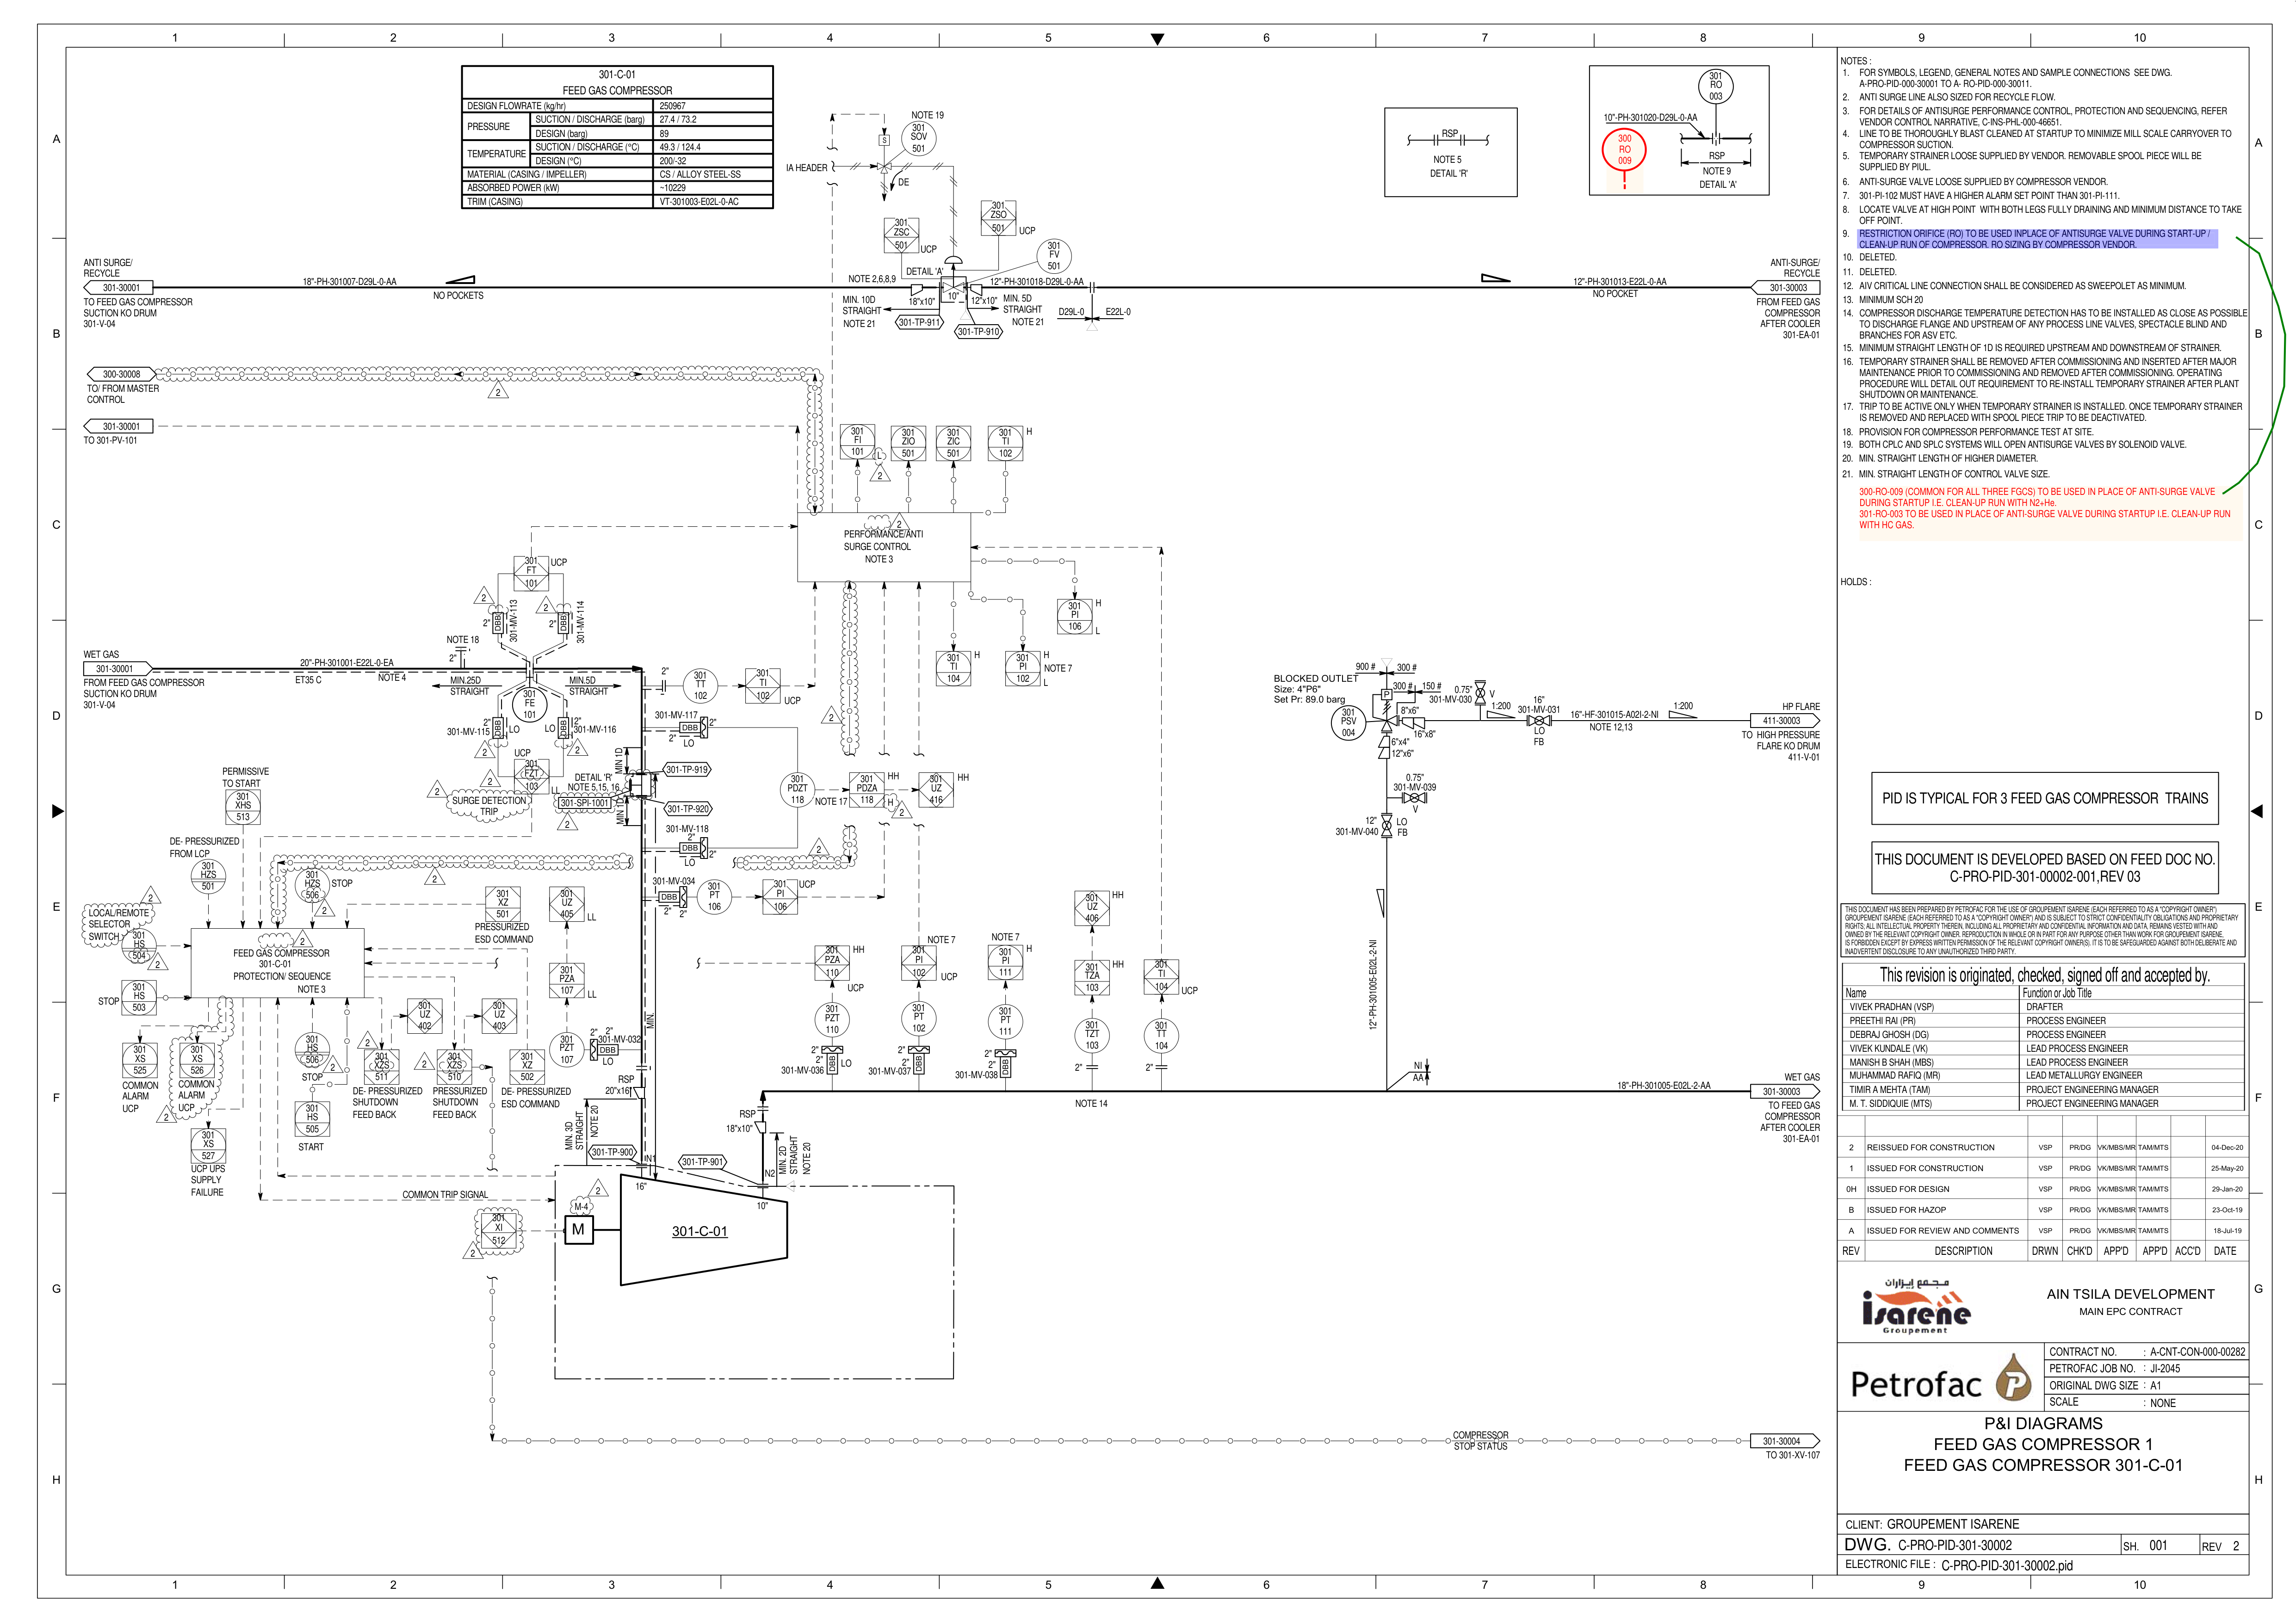 301-C-01
FEED GAS COMPRESSOR
DESIGN FLOWRATE (kg/hr) 250967
PRESSURE SUCTION / DISCHARGE (barg) 27.4 / 73.2
DESIGN (barg) 89
TEMPERATURE SUCTION / DISCHARGE (°C) 49.3 / 124.4
DESIGN (°C) 200/-32
MATERIAL (CASING / IMPELLER) CS / ALLOY STEEL-SS
ABSORBED POWER (kW) ~10229
TRIM (CASING) VT-301003-E02L-0-AC
NOTE 19
301 SOV 501
S
IA HEADER
DE
301 ZSC 501 UCP
301 ZSO 501 UCP
301 FV 501
RSP
NOTE 5
DETAIL 'R'
301 RO 003
10"-PH-301020-D29L-0-AA
300 RO 009
RSP
NOTE 9
DETAIL 'A'
ANTI SURGE/
RECYCLE
301-30001
TO FEED GAS COMPRESSOR
SUCTION KO DRUM
301-V-04
18"-PH-301007-D29L-0-AA
NO POCKETS
NOTE 2,6,8,9
DETAIL 'A'
18"x10"
10"
12"x10"
MIN. 10D
STRAIGHT
NOTE 21
301-TP-911
301-TP-910
MIN. 5D
STRAIGHT
NOTE 21
12"-PH-301018-D29L-0-AA
D29L-0 E22L-0
12"-PH-301013-E22L-0-AA
NO POCKET
ANTI-SURGE/
RECYCLE
301-30003
FROM FEED GAS
COMPRESSOR
AFTER COOLER
301-EA-01
300-30008
TO/ FROM MASTER
CONTROL
2
301-30001
TO 301-PV-101
301 FI 101 L
2
301 ZIO 501
301 ZIC 501
301 TI 102 H
2
PERFORMANCE/ANTI
SURGE CONTROL
NOTE 3
301 PI 106 H L
301 TI 104 H
301 PI 102 H L NOTE 7
301 FT 101 UCP
2
2
2" DBB 301-MV-113
2" DBB 301-MV-114
NOTE 18
2"
WET GAS
301-30001
FROM FEED GAS COMPRESSOR
SUCTION KO DRUM
301-V-04
20"-PH-301001-E22L-0-EA
ET35 C
NOTE 4
MIN.25D
STRAIGHT
MIN.5D
STRAIGHT
301 FE 101
2" 301-MV-115 DBB LO
LO DBB 2" 301-MV-116
2
2
UCP
301 FZT 103 LL
2
2
SURGE DETECTION
TRIP
2"
301 TT 102
301 TI 102 UCP
301-MV-117
DBB 2"
2" LO
MIN 1D
301-TP-919
DETAIL 'R'
NOTE 5,15, 16
301-SPI-1001
2
301-TP-920
MIN 1D
301-MV-118
2" DBB 2"
LO
301 PDZT 118
NOTE 17
301 PDZA 118 HH H
2
301 UZ 416 HH
2
2
301-MV-034
DBB
2" 2"
301 PT 106
301 PI 106 UCP
BLOCKED OUTLET
Size: 4"P6"
Set Pr: 89.0 barg
301 PSV 004
900 # 300 #
P
300 # 150 #
8"x6"
16"x8"
6"x4"
12"x6"
0.75"
301-MV-030 V
1:200
16"
301-MV-031
LO
FB
16"-HF-301015-A02I-2-NI
NOTE 12,13
1:200
HP FLARE
411-30003
TO HIGH PRESSURE
FLARE KO DRUM
411-V-01
0.75"
301-MV-039
V
12"
301-MV-040
LO
FB
12"-PH-301005-E02L-2-NI
NI
AA
PERMISSIVE
TO START
301 XHS 513
DE- PRESSURIZED
FROM LCP
301 HZS 501
301 HZS 506 STOP
2
2
2
LOCAL/REMOTE
SELECTOR
SWITCH
301 HS 504
2
2
FEED GAS COMPRESSOR
301-C-01
PROTECTION/ SEQUENCE
NOTE 3
301 XZ 501
PRESSURIZED
ESD COMMAND
301 UZ 405 LL
301 PZA 107 LL
STOP
301 HS 503
301 XS 525
COMMON
ALARM
UCP
301 XS 526
COMMON
ALARM
UCP
2
301 XS 527
UCP UPS
SUPPLY
FAILURE
301 HS 506
STOP
2
301 HS 505
START
301 UZ 402
2
301 XZS 511
DE- PRESSURIZED
SHUTDOWN
FEED BACK
301 UZ 403
2
301 XZS 510
PRESSURIZED
SHUTDOWN
FEED BACK
301 XZ 502
DE- PRESSURIZED
ESD COMMAND
301 PZT 107
2" 2" 301-MV-032
DBB
LO
MIN.
RSP
20"x16"
MIN. 3D
STRAIGHT
NOTE 20
301-TP-900
N1
16"
RSP
18"x10"
301-TP-901
MIN. 2D
STRAIGHT
NOTE 20
N2
10"
301 PZA 110 HH UCP
301 PZT 110
2" 2" 301-MV-036 DBB LO
NOTE 7
301 PI 102 UCP
301 PT 102
2" 2" 301-MV-037 DBB
NOTE 7
301 PI 111 H
301 PT 111
2" 2" 301-MV-038 DBB
301 UZ 406 HH
301 TZA 103 HH
301 TZT 103
2"
301 TI 104 UCP
301 TT 104
2"
NOTE 14
18"-PH-301005-E02L-2-AA
WET GAS
301-30003
TO FEED GAS
COMPRESSOR
AFTER COOLER
301-EA-01
COMMON TRIP SIGNAL
301 XI 512
2
M-4
2
M
301-C-01
COMPRESSOR
STOP STATUS
301-30004
TO 301-XV-107
NOTES :
1. FOR SYMBOLS, LEGEND, GENERAL NOTES AND SAMPLE CONNECTIONS SEE DWG.
A-PRO-PID-000-30001 TO A- RO-PID-000-30011.
2. ANTI SURGE LINE ALSO SIZED FOR RECYCLE FLOW.
3. FOR DETAILS OF ANTISURGE PERFORMANCE CONTROL, PROTECTION AND SEQUENCING, REFER
VENDOR CONTROL NARRATIVE, C-INS-PHL-000-46651.
4. LINE TO BE THOROUGHLY BLAST CLEANED AT STARTUP TO MINIMIZE MILL SCALE CARRYOVER TO
COMPRESSOR SUCTION.
5. TEMPORARY STRAINER LOOSE SUPPLIED BY VENDOR. REMOVABLE SPOOL PIECE WILL BE
SUPPLIED BY PIUL.
6. ANTI-SURGE VALVE LOOSE SUPPLIED BY COMPRESSOR VENDOR.
7. 301-PI-102 MUST HAVE A HIGHER ALARM SET POINT THAN 301-PI-111.
8. LOCATE VALVE AT HIGH POINT WITH BOTH LEGS FULLY DRAINING AND MINIMUM DISTANCE TO TAKE
OFF POINT.
9. RESTRICTION ORIFICE (RO) TO BE USED INPLACE OF ANTISURGE VALVE DURING START-UP /
CLEAN-UP RUN OF COMPRESSOR. RO SIZING BY COMPRESSOR VENDOR.
10. DELETED.
11. DELETED.
12. AIV CRITICAL LINE CONNECTION SHALL BE CONSIDERED AS SWEEPOLET AS MINIMUM.
13. MINIMUM SCH 20
14. COMPRESSOR DISCHARGE TEMPERATURE DETECTION HAS TO BE INSTALLED AS CLOSE AS POSSIBLE
TO DISCHARGE FLANGE AND UPSTREAM OF ANY PROCESS LINE VALVES, SPECTACLE BLIND AND
BRANCHES FOR ASV ETC.
15. MINIMUM STRAIGHT LENGTH OF 1D IS REQUIRED UPSTREAM AND DOWNSTREAM OF STRAINER.
16. TEMPORARY STRAINER SHALL BE REMOVED AFTER COMMISSIONING AND INSERTED AFTER MAJOR
MAINTENANCE PRIOR TO COMMISSIONING AND REMOVED AFTER COMMISSIONING. OPERATING
PROCEDURE WILL DETAIL OUT REQUIREMENT TO RE-INSTALL TEMPORARY STRAINER AFTER PLANT
SHUTDOWN OR MAINTENANCE.
17. TRIP TO BE ACTIVE ONLY WHEN TEMPORARY STRAINER IS INSTALLED. ONCE TEMPORARY STRAINER
IS REMOVED AND REPLACED WITH SPOOL PIECE TRIP TO BE DEACTIVATED.
18. PROVISION FOR COMPRESSOR PERFORMANCE TEST AT SITE.
19. BOTH CPLC AND SPLC SYSTEMS WILL OPEN ANTISURGE VALVES BY SOLENOID VALVE.
20. MIN. STRAIGHT LENGTH OF HIGHER DIAMETER.
21. MIN. STRAIGHT LENGTH OF CONTROL VALVE SIZE.
300-RO-009 (COMMON FOR ALL THREE FGCS) TO BE USED IN PLACE OF ANTI-SURGE VALVE
DURING STARTUP I.E. CLEAN-UP RUN WITH N2+He.
301-RO-003 TO BE USED IN PLACE OF ANTI-SURGE VALVE DURING STARTUP I.E. CLEAN-UP RUN
WITH HC GAS.
HOLDS :
PID IS TYPICAL FOR 3 FEED GAS COMPRESSOR TRAINS
THIS DOCUMENT IS DEVELOPED BASED ON FEED DOC NO.
C-PRO-PID-301-00002-001,REV 03
THIS DOCUMENT HAS BEEN PREPARED BY PETROFAC FOR THE USE OF GROUPEMENT ISARENE (EACH REFERRED TO AS A "COPYRIGHT OWNER")
GROUPEMENT ISARENE (EACH REFERRED TO AS A "COPYRIGHT OWNER") AND IS SUBJECT TO STRICT CONFIDENTIALITY OBLIGATIONS AND PROPRIETARY
RIGHTS; ALL INTELLECTUAL PROPERTY THEREIN, INCLUDING ALL PROPRIETARY AND CONFIDENTIAL INFORMATION AND DATA, REMAINS VESTED WITH AND
OWNED BY THE RELEVANT COPYRIGHT OWNER. REPRODUCTION IN WHOLE OR IN PART FOR ANY PURPOSE OTHER THAN WORK FOR GROUPEMENT ISARENE,
IS FORBIDDEN EXCEPT BY EXPRESS WRITTEN PERMISSION OF THE RELEVANT COPYRIGHT OWNER(S). IT IS TO BE SAFEGUARDED AGAINST BOTH DELIBERATE AND
INADVERTENT DISCLOSURE TO ANY UNAUTHORIZED THIRD PARTY.
This revision is originated, checked, signed off and accepted by.
Name Function or Job Title
VIVEK PRADHAN (VSP) DRAFTER
PREETHI RAI (PR) PROCESS ENGINEER
DEBRAJ GHOSH (DG) PROCESS ENGINEER
VIVEK KUNDALE (VK) LEAD PROCESS ENGINEER
MANISH B SHAH (MBS) LEAD PROCESS ENGINEER
MUHAMMAD RAFIQ (MR) LEAD METALLURGY ENGINEER
TIMIR A MEHTA (TAM) PROJECT ENGINEERING MANAGER
M. T. SIDDIQUIE (MTS) PROJECT ENGINEERING MANAGER
2 REISSUED FOR CONSTRUCTION VSP PR/DG VK/MBS/MR TAM/MTS 04-Dec-20
1 ISSUED FOR CONSTRUCTION VSP PR/DG VK/MBS/MR TAM/MTS 25-May-20
0H ISSUED FOR DESIGN VSP PR/DG VK/MBS/MR TAM/MTS 29-Jan-20
B ISSUED FOR HAZOP VSP PR/DG VK/MBS/MR TAM/MTS 23-Oct-19
A ISSUED FOR REVIEW AND COMMENTS VSP PR/DG VK/MBS/MR TAM/MTS 18-Jul-19
REV DESCRIPTION DRWN CHK'D APP'D APP'D ACC'D DATE
مجمع إيزاران
isarene
Groupement
AIN TSILA DEVELOPMENT
MAIN EPC CONTRACT
Petrofac
CONTRACT NO. : A-CNT-CON-000-00282
PETROFAC JOB NO. : JI-2045
ORIGINAL DWG SIZE : A1
SCALE : NONE
P&I DIAGRAMS
FEED GAS COMPRESSOR 1
FEED GAS COMPRESSOR 301-C-01
CLIENT: GROUPEMENT ISARENE
DWG. C-PRO-PID-301-30002 SH. 001 REV 2
ELECTRONIC FILE : C-PRO-PID-301-30002.pid
1 2 3 4 5 6 7 8 9 10
A B C D E F G H